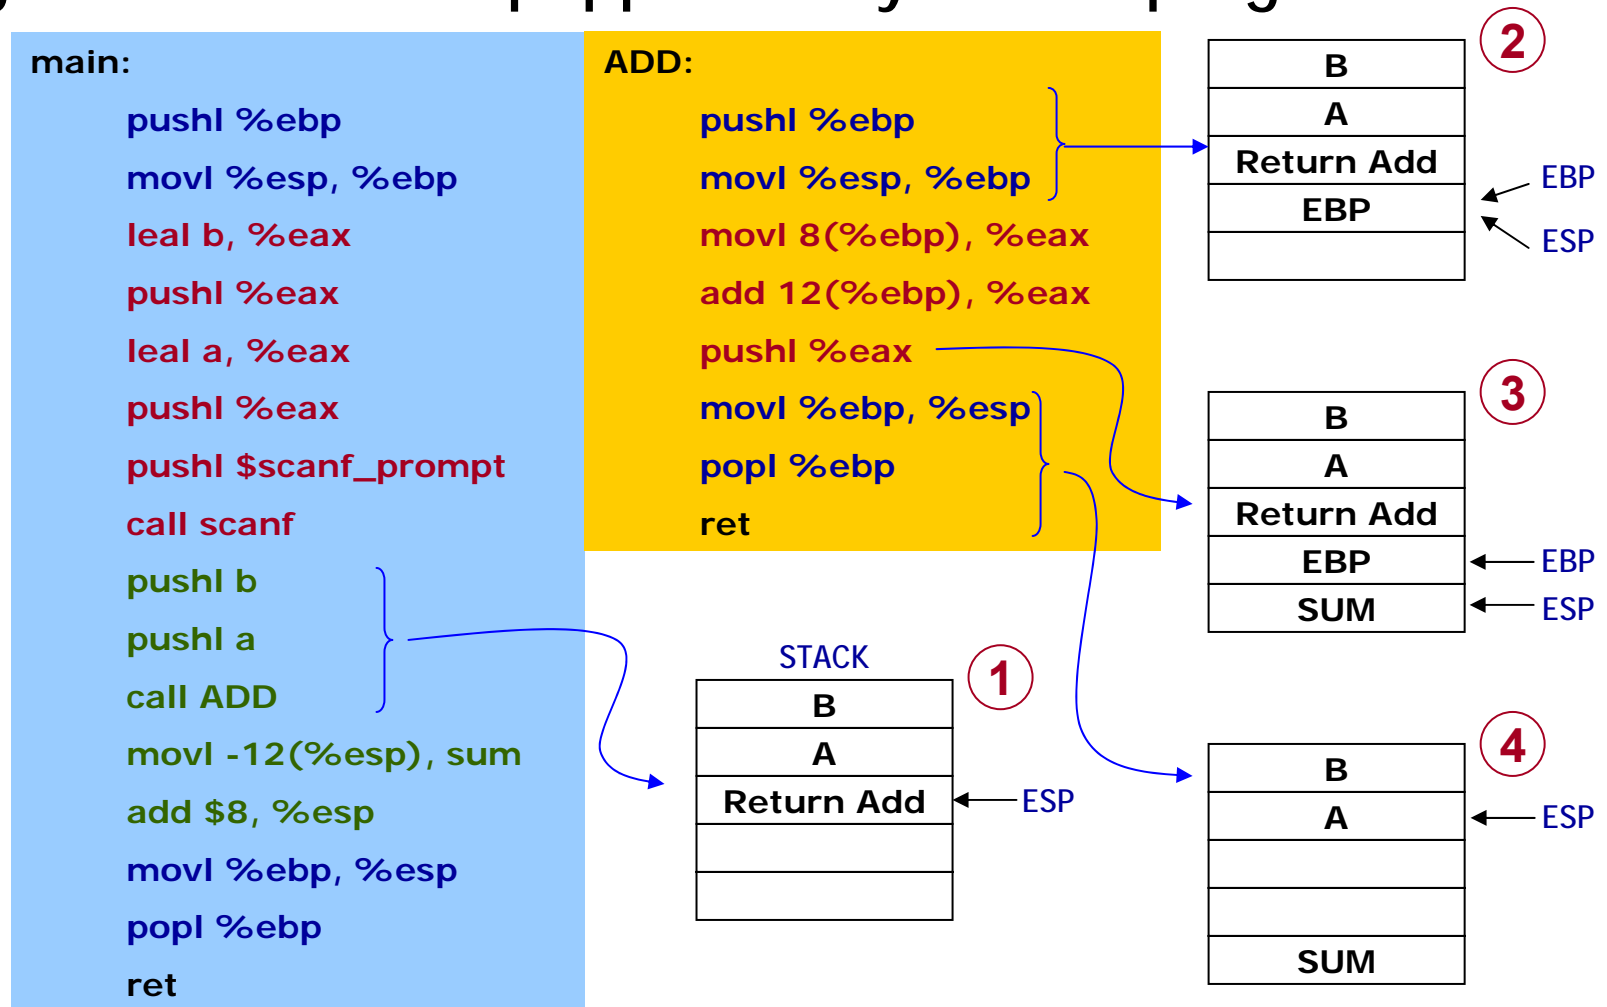 main:
pushl %ebp
movl %esp, %ebp
leal b, %eax
pushl %eax
leal a, %eax
pushl %eax
pushl $scanf_prompt
call scanf
pushl b
pushl a
call ADD
movl -12(%esp), sum
add $8, %esp
movl %ebp, %esp
popl %ebp
ret
ADD:
pushl %ebp
movl %esp, %ebp
movl 8(%ebp), %eax
add 12(%ebp), %eax
pushl %eax
movl %ebp, %esp
popl %ebp
ret
STACK
1
B
A
Return Add
ESP
2
B
A
Return Add
EBP
EBP
ESP
3
B
A
Return Add
EBP
SUM
EBP
ESP
4
B
A
SUM
ESP